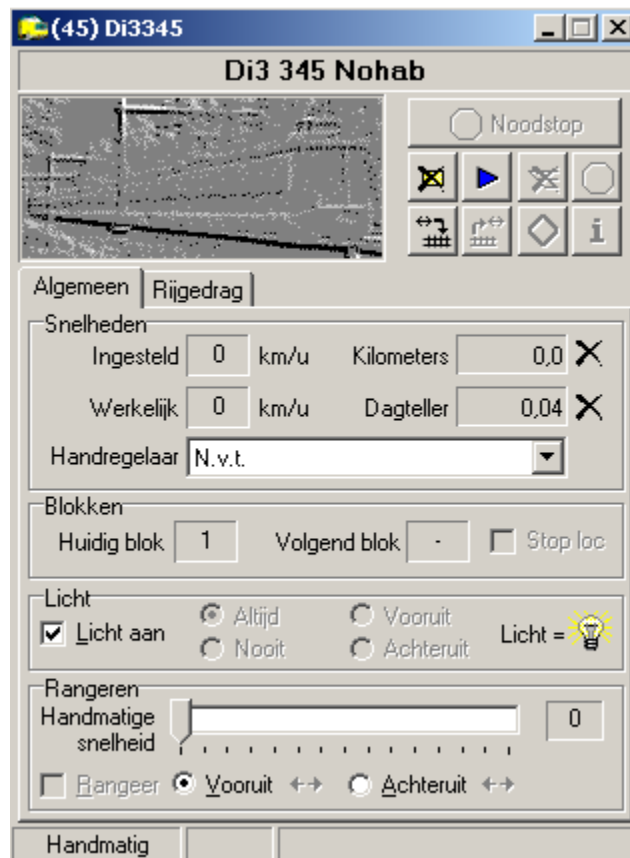 (45) Di3345
Di3 345 Nohab
Noodstop
i
Algemeen Rijgedrag
Snelheden
Ingesteld 0 km/u Kilometers 0,0
Werkelijk 0 km/u Dagteller 0,04
Handregelaar N.v.t.
Blokken
Huidig blok 1 Volgend blok - Stop loc
Licht
Licht aan Altijd Vooruit Licht =
Nooit Achteruit
Rangeren
Handmatige 0
snelheid
Rangeer Vooruit Achteruit
Handmatig